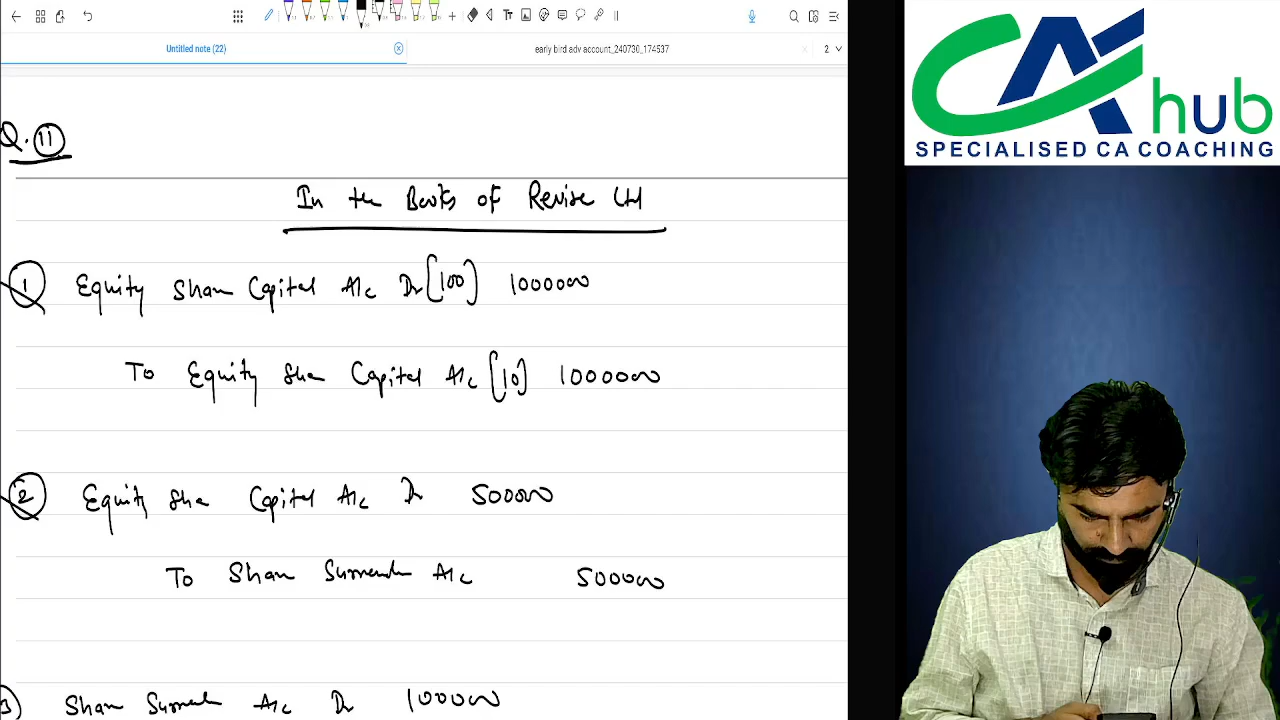 Untitled note (22)
early bird.adv account_240730_174537
2
CA hub
SPECIALISED CA COACHING
Q. 11
In the Books of Revise Ltd
1 Equity Share Capital A/c Dr [100] 1000000
To Equity Share Capital A/c [10] 1000000
2 Equity Share Capital A/c Dr 500000
To Share Surrender A/c 500000
3) Share Surrender A/c Dr 100000